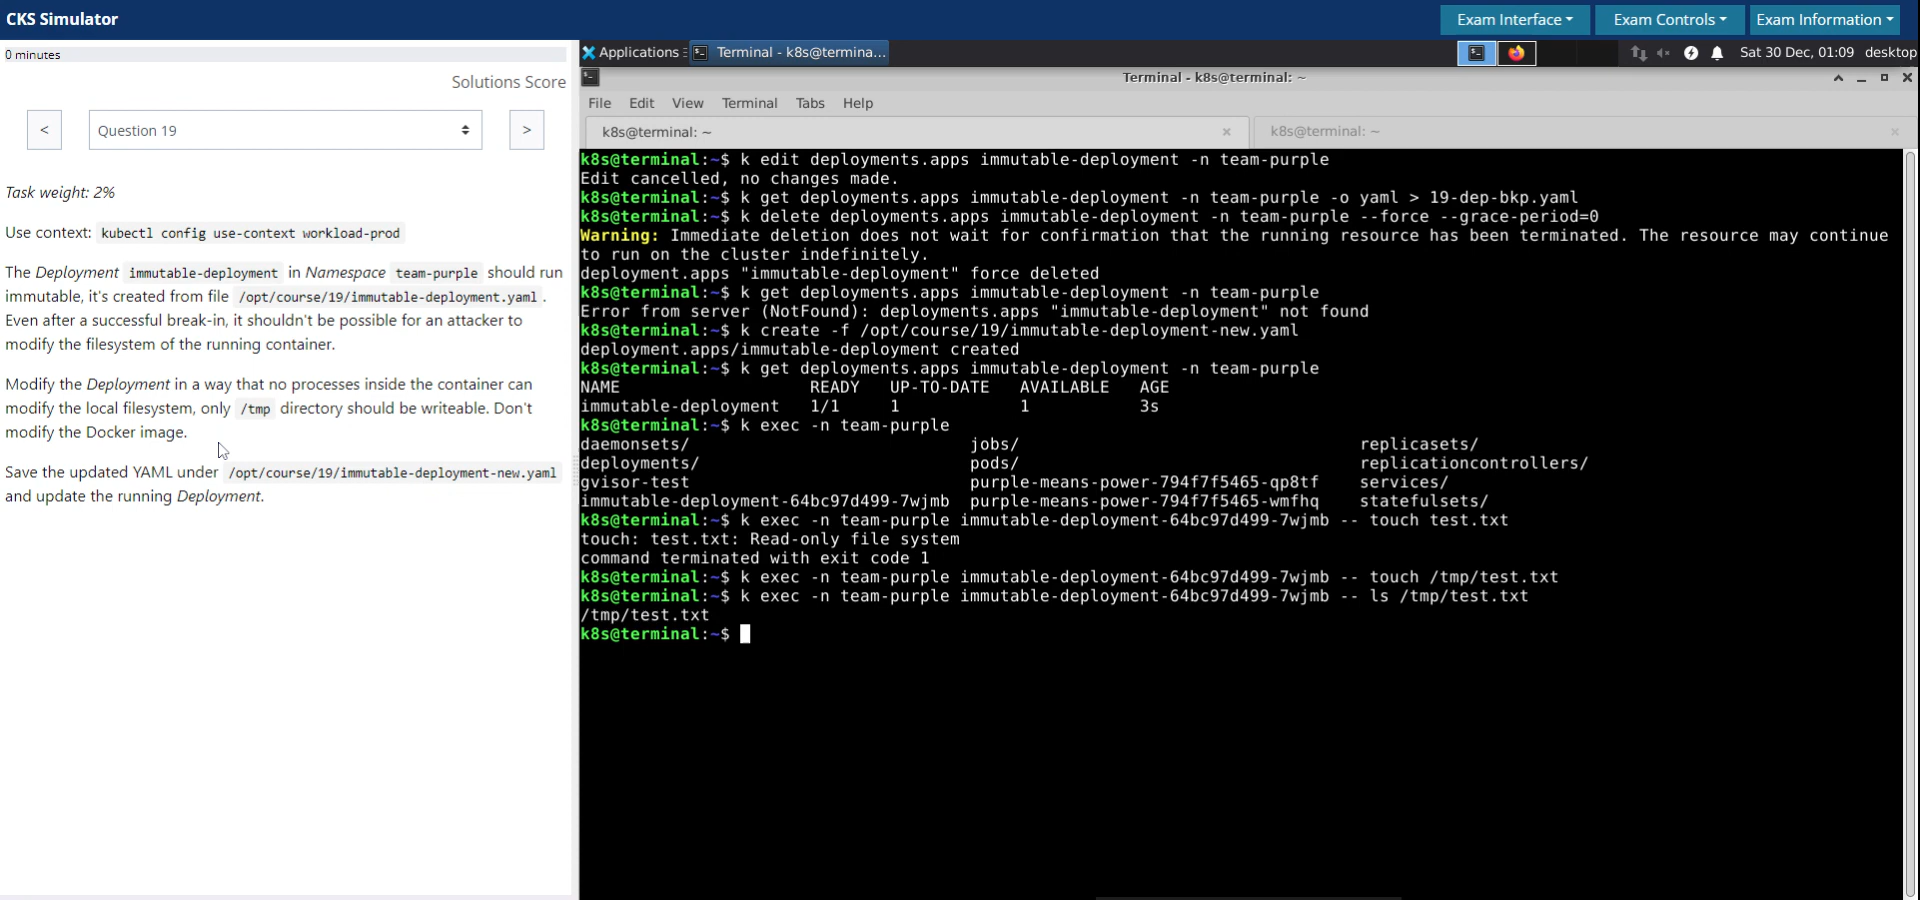 CKS Simulator
Exam Interface
Exam Controls
Exam Information
0 minutes
Solutions Score
<
Question 19
>
Task weight: 2%
Use context: kubectl config use-context workload-prod
The Deployment immutable-deployment in Namespace team-purple should run
immutable, it's created from file /opt/course/19/immutable-deployment.yaml .
Even after a successful break-in, it shouldn't be possible for an attacker to
modify the filesystem of the running container.
Modify the Deployment in a way that no processes inside the container can
modify the local filesystem, only /tmp directory should be writeable. Don't
modify the Docker image.
Save the updated YAML under /opt/course/19/immutable-deployment-new.yaml
and update the running Deployment.
Applications
Terminal - k8s@termina...
Sat 30 Dec, 01:09 desktop
Terminal - k8s@terminal: ~
File Edit View Terminal Tabs Help
k8s@terminal: ~
k8s@terminal: ~
k8s@terminal:~$ k edit deployments.apps immutable-deployment -n team-purple
Edit cancelled, no changes made.
k8s@terminal:~$ k get deployments.apps immutable-deployment -n team-purple -o yaml > 19-dep-bkp.yaml
k8s@terminal:~$ k delete deployments.apps immutable-deployment -n team-purple --force --grace-period=0
Warning: Immediate deletion does not wait for confirmation that the running resource has been terminated. The resource may continue
to run on the cluster indefinitely.
deployment.apps "immutable-deployment" force deleted
k8s@terminal:~$ k get deployments.apps immutable-deployment -n team-purple
Error from server (NotFound): deployments.apps "immutable-deployment" not found
k8s@terminal:~$ k create -f /opt/course/19/immutable-deployment-new.yaml
deployment.apps/immutable-deployment created
k8s@terminal:~$ k get deployments.apps immutable-deployment -n team-purple
NAME READY UP-TO-DATE AVAILABLE AGE
immutable-deployment 1/1 1 1 3s
k8s@terminal:~$ k exec -n team-purple
daemonsets/ jobs/ replicasets/
deployments/ pods/ replicationcontrollers/
gvisor-test purple-means-power-794f7f5465-qp8tf services/
immutable-deployment-64bc97d499-7wjmb purple-means-power-794f7f5465-wmfhq statefulsets/
k8s@terminal:~$ k exec -n team-purple immutable-deployment-64bc97d499-7wjmb -- touch test.txt
touch: test.txt: Read-only file system
command terminated with exit code 1
k8s@terminal:~$ k exec -n team-purple immutable-deployment-64bc97d499-7wjmb -- touch /tmp/test.txt
k8s@terminal:~$ k exec -n team-purple immutable-deployment-64bc97d499-7wjmb -- ls /tmp/test.txt
/tmp/test.txt
k8s@terminal:~$